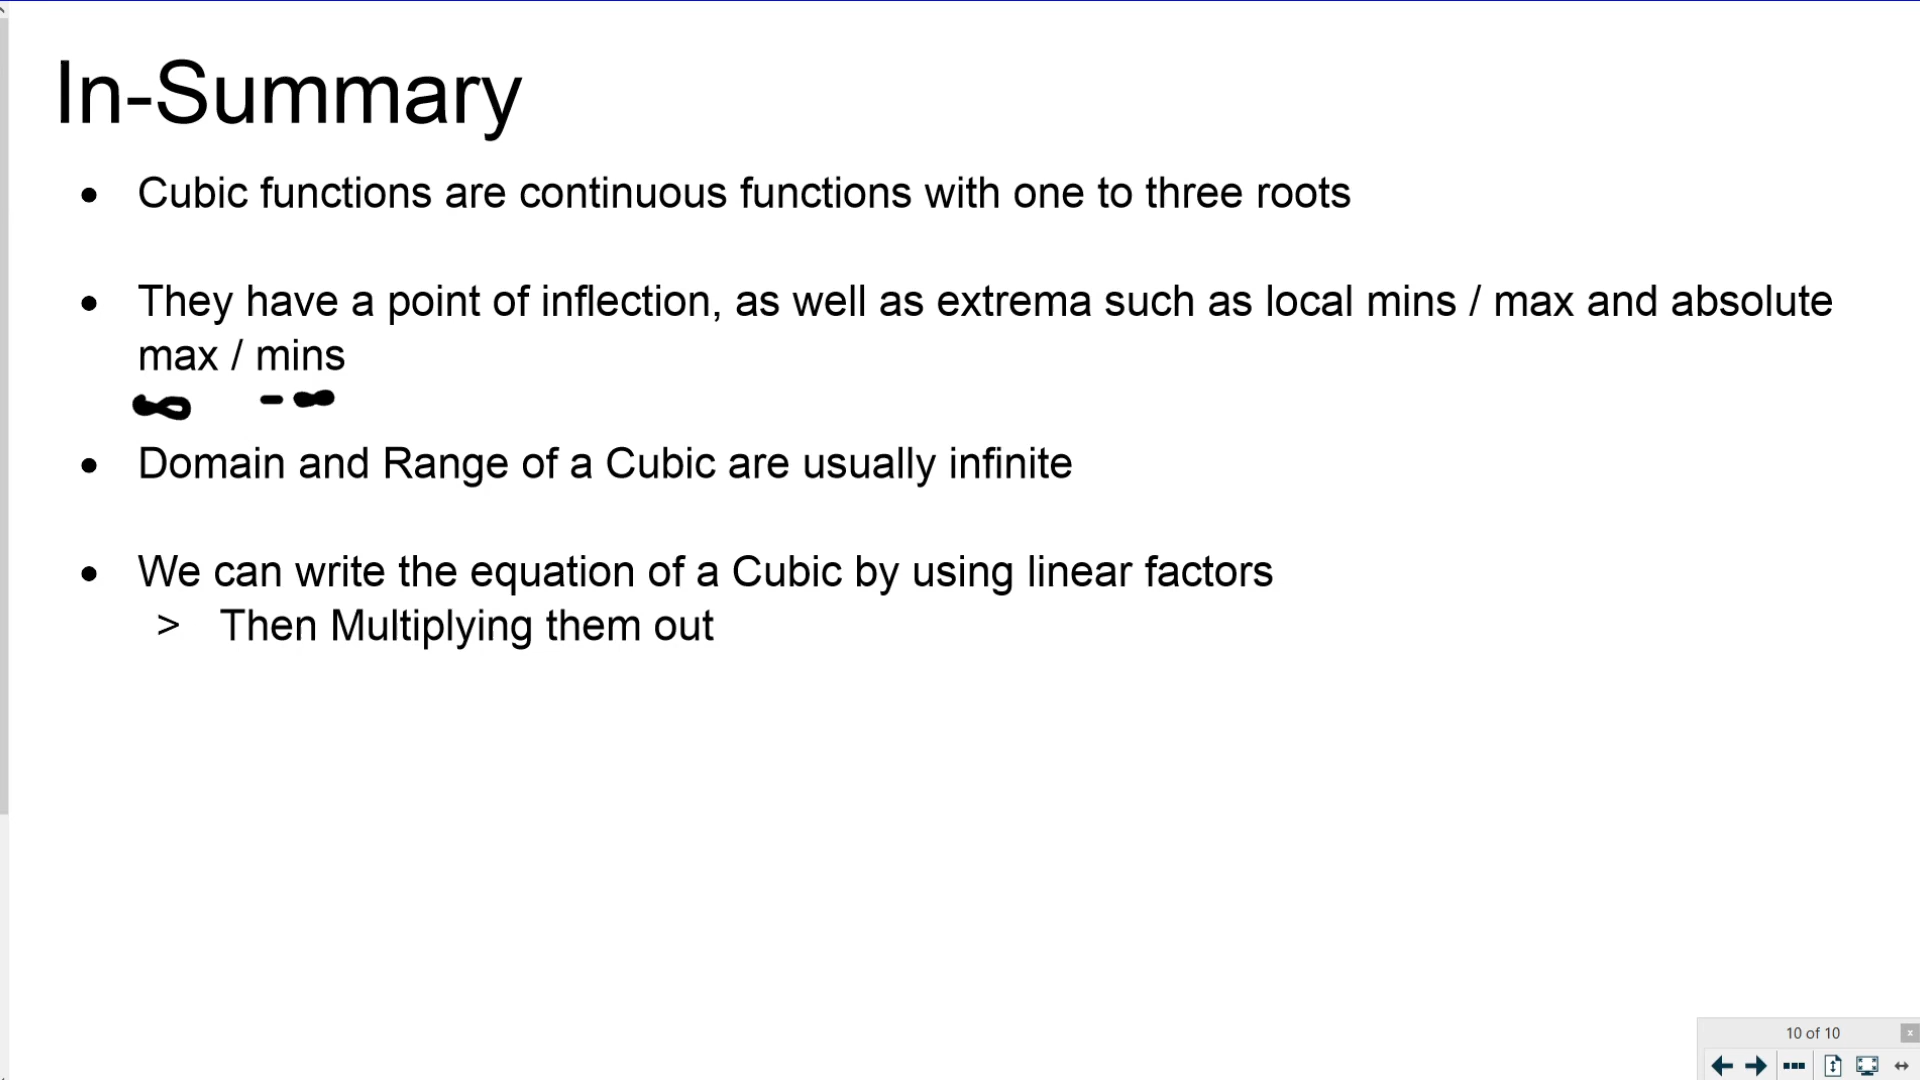 In-Summary
• Cubic functions are continuous functions with one to three roots
• They have a point of inflection, as well as extrema such as local mins / max and absolute
max / mins
∞ - ∞
• Domain and Range of a Cubic are usually infinite
• We can write the equation of a Cubic by using linear factors
> Then Multiplying them out
10 of 10